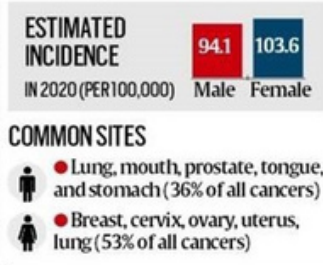 ESTIMATED
INCIDENCE
IN 2020 (PER100,000)
94.1 103.6
Male Female
COMMON SITES
Lung, mouth, prostate, tongue,
and stomach (36% of all cancers)
Breast, cervix, ovary, uterus,
lung (53% of all cancers)